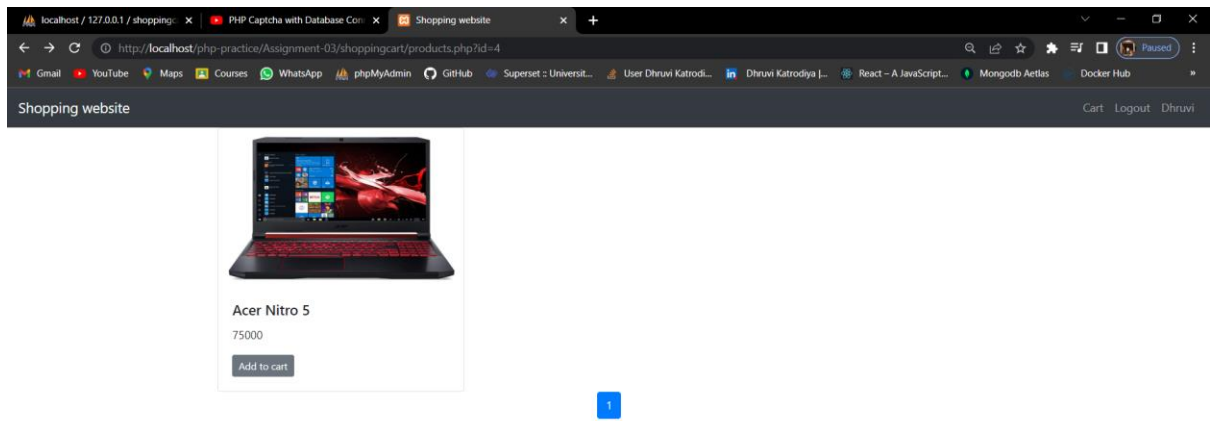 localhost / 127.0.0.1 / shoppingc
PHP Captcha with Database Con
Shopping website
http://localhost/php-practice/Assignment-03/shoppingcart/products.php?id=4
Paused
Gmail YouTube Maps Courses WhatsApp phpMyAdmin GitHub Superset :: Universit... User Dhruvi Katrodi... Dhruvi Katrodiya |... React – A JavaScript... Mongodb Aetlas Docker Hub »
Shopping website Cart Logout Dhruvi
Acer Nitro 5
75000
Add to cart
1